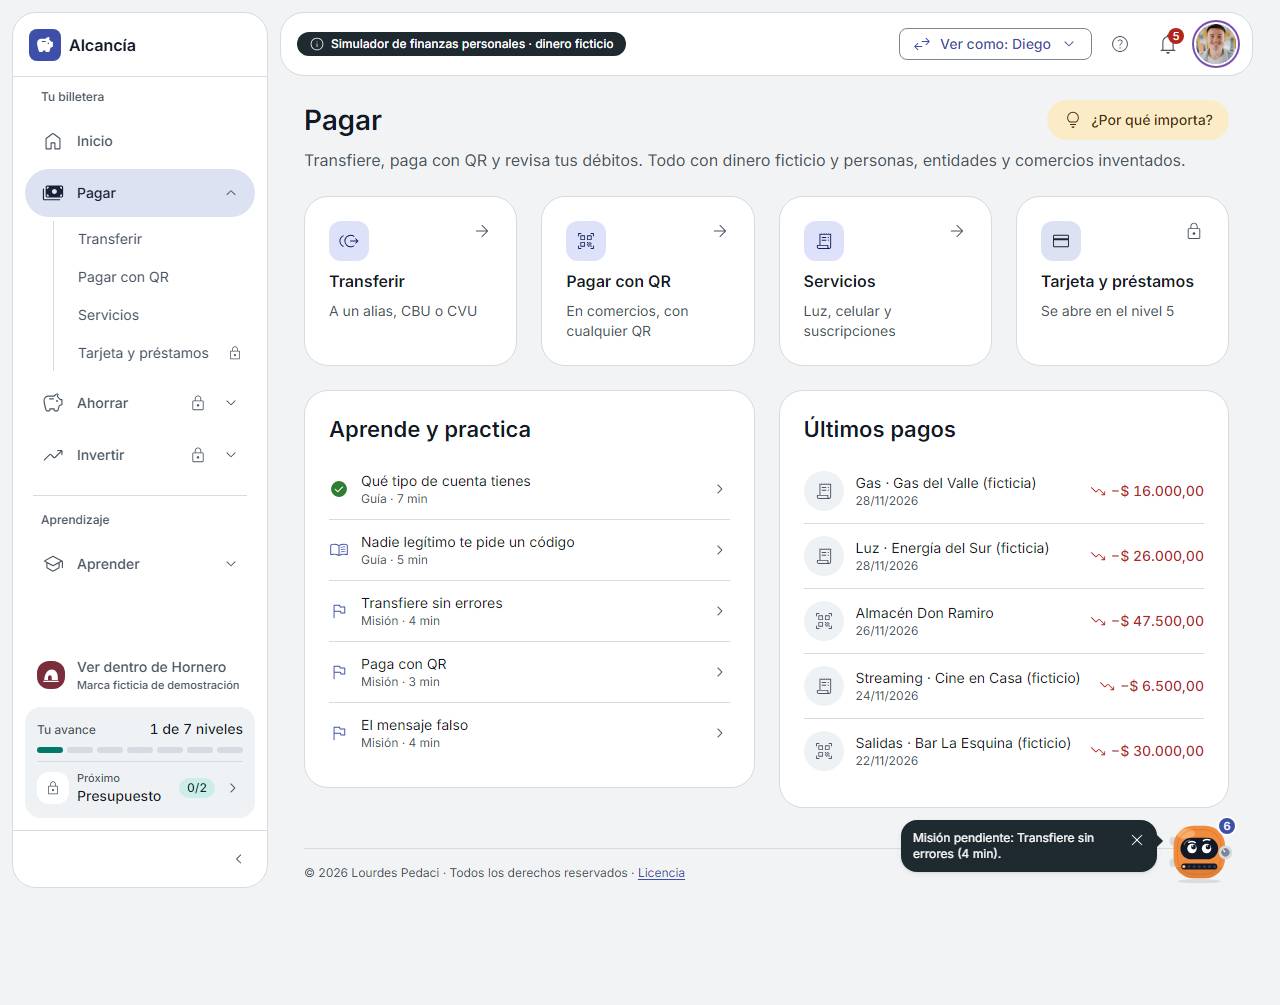 Alcancía
Tu billetera
Inicio
Pagar
Transferir
Pagar con QR
Servicios
Tarjeta y préstamos
Ahorrar
Invertir
Aprendizaje
Aprender
Ver dentro de Hornero
Marca ficticia de demostración
Tu avance
1 de 7 niveles
Próximo
Presupuesto
0/2
Simulador de finanzas personales · dinero ficticio
Ver como: Diego
5
Pagar
¿Por qué importa?
Transfiere, paga con QR y revisa tus débitos. Todo con dinero ficticio y personas, entidades y comercios inventados.
Transferir
A un alias, CBU o CVU
Pagar con QR
En comercios, con
cualquier QR
Servicios
Luz, celular y
suscripciones
Tarjeta y préstamos
Se abre en el nivel 5
Aprende y practica
Qué tipo de cuenta tienes
Guía · 7 min
Nadie legítimo te pide un código
Guía · 5 min
Transfiere sin errores
Misión · 4 min
Paga con QR
Misión · 3 min
El mensaje falso
Misión · 4 min
Últimos pagos
Gas · Gas del Valle (ficticia)
28/11/2026
−$ 16.000,00
Luz · Energía del Sur (ficticia)
28/11/2026
−$ 26.000,00
Almacén Don Ramiro
26/11/2026
−$ 47.500,00
Streaming · Cine en Casa (ficticio)
24/11/2026
−$ 6.500,00
Salidas · Bar La Esquina (ficticio)
22/11/2026
−$ 30.000,00
Misión pendiente: Transfiere sin
errores (4 min).
6
© 2026 Lourdes Pedaci · Todos los derechos reservados · Licencia